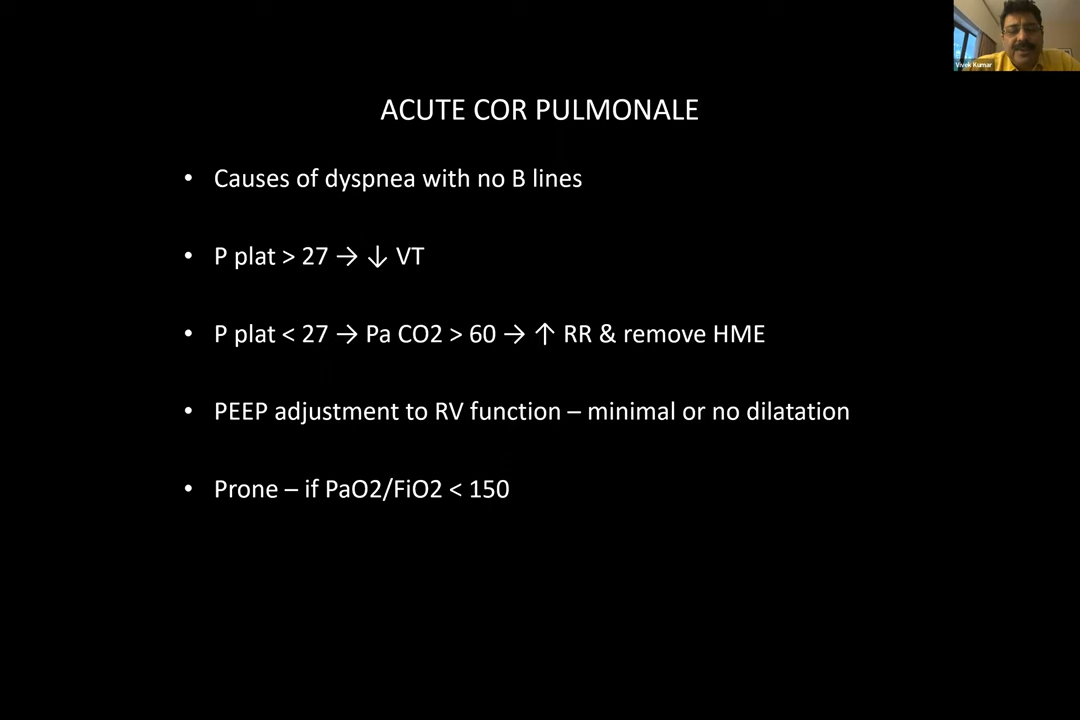 Vivek Kumar
ACUTE COR PULMONALE
• Causes of dyspnea with no B lines
• P plat > 27 → ↓ VT
• P plat < 27 → Pa CO2 > 60 → ↑ RR & remove HME
• PEEP adjustment to RV function – minimal or no dilatation
• Prone – if PaO2/FiO2 < 150